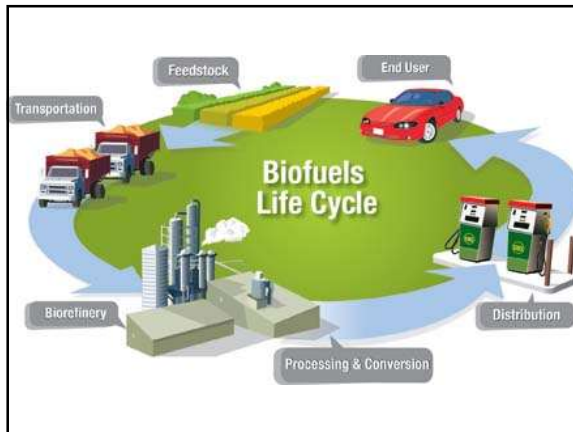 Feedstock
End User
Transportation
Biofuels
Life Cycle
Biorefinery
Distribution
Processing & Conversion